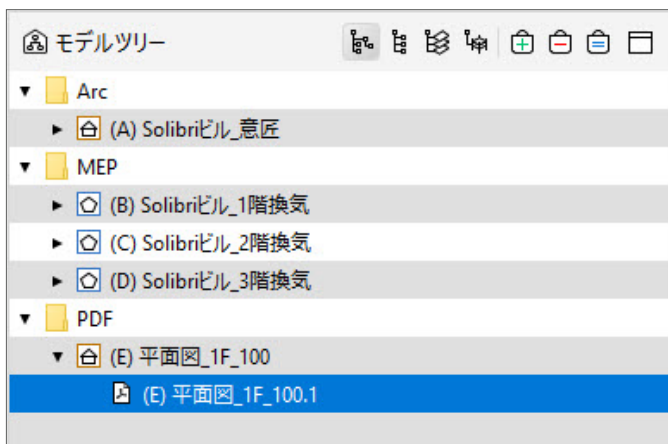 モデルツリー
Arc
(A) Solibriビル_意匠
MEP
(B) Solibriビル_1階換気
(C) Solibriビル_2階換気
(D) Solibriビル_3階換気
PDF
(E) 平面図_1F_100
(E) 平面図_1F_100.1